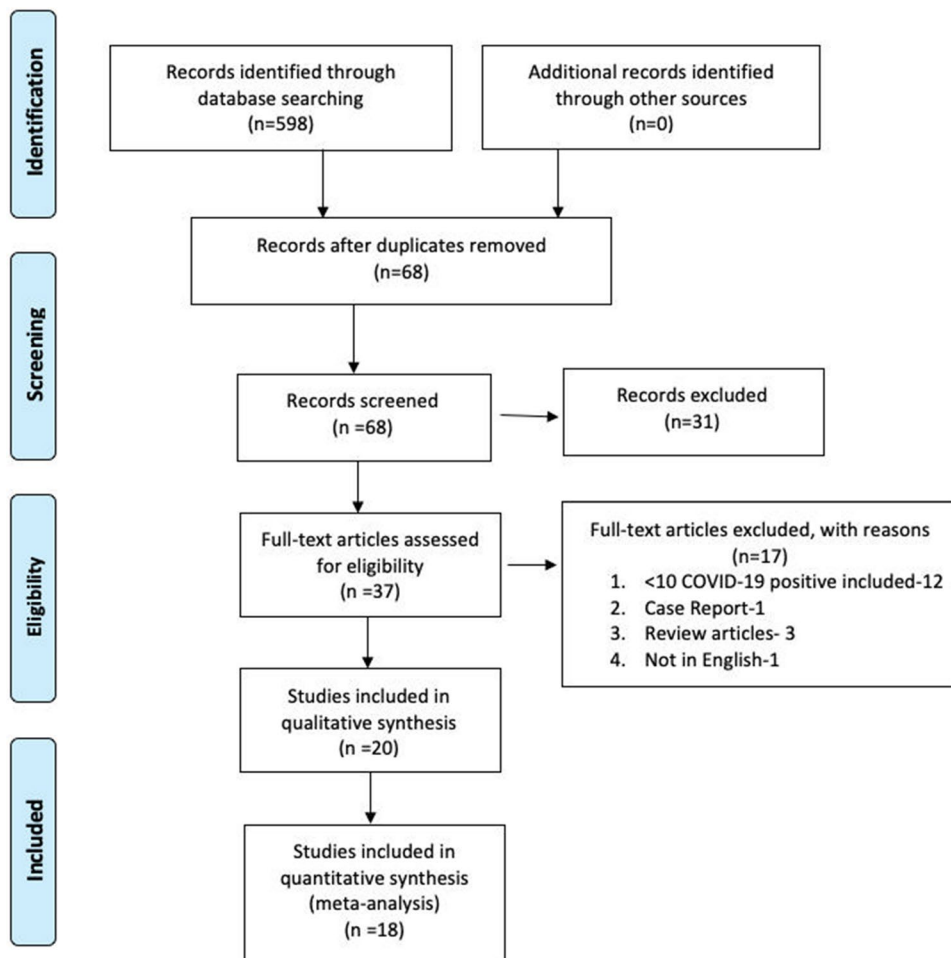 Identification
Records identified through
database searching
(n=598)
Additional records identified
through other sources
(n=0)
Records after duplicates removed
(n=68)
Screening
Records screened
(n =68)
Records excluded
(n=31)
Eligibility
Full-text articles assessed
for eligibility
(n =37)
Full-text articles excluded, with reasons
(n=17)
1. <10 COVID-19 positive included-12
2. Case Report-1
3. Review articles- 3
4. Not in English-1
Studies included in
qualitative synthesis
(n =20)
Included
Studies included in
quantitative synthesis
(meta-analysis)
(n =18)